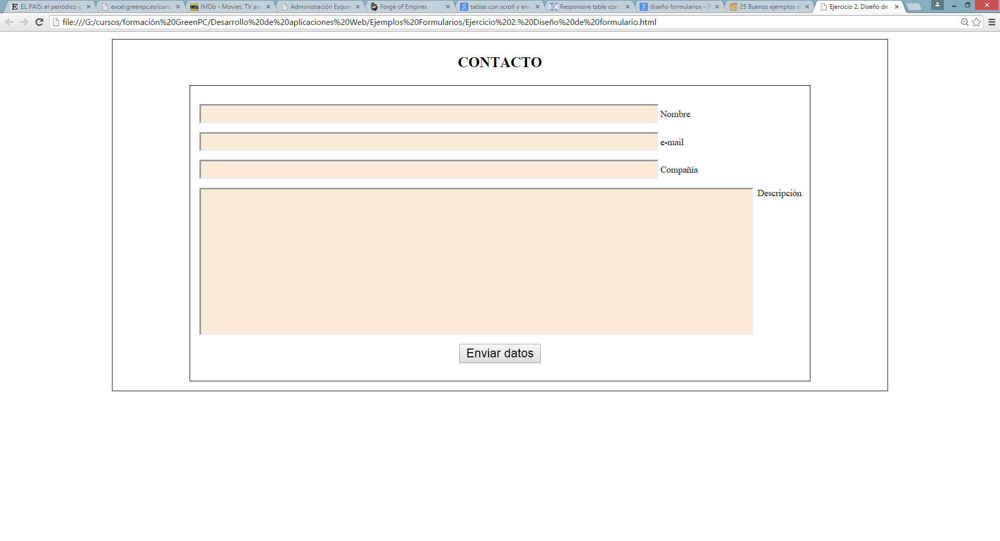 EL PAÍS: el periódico g
excel.greenpc.es/curso
IMDb - Movies, TV and
Administración Esque
Forge of Empires
tablas con scroll y enc
Responsive table con s
diseño formularios - B
25 Buenos ejemplos d
Ejercicio 2. Diseño de
file:///G:/cursos/formación%20GreenPC/Desarrollo%20de%20aplicaciones%20Web/Ejemplos%20Formularios/Ejercicio%202.%20Diseño%20de%20formulario.html
CONTACTO
Nombre
e-mail
Compañía
Descripción
Enviar datos